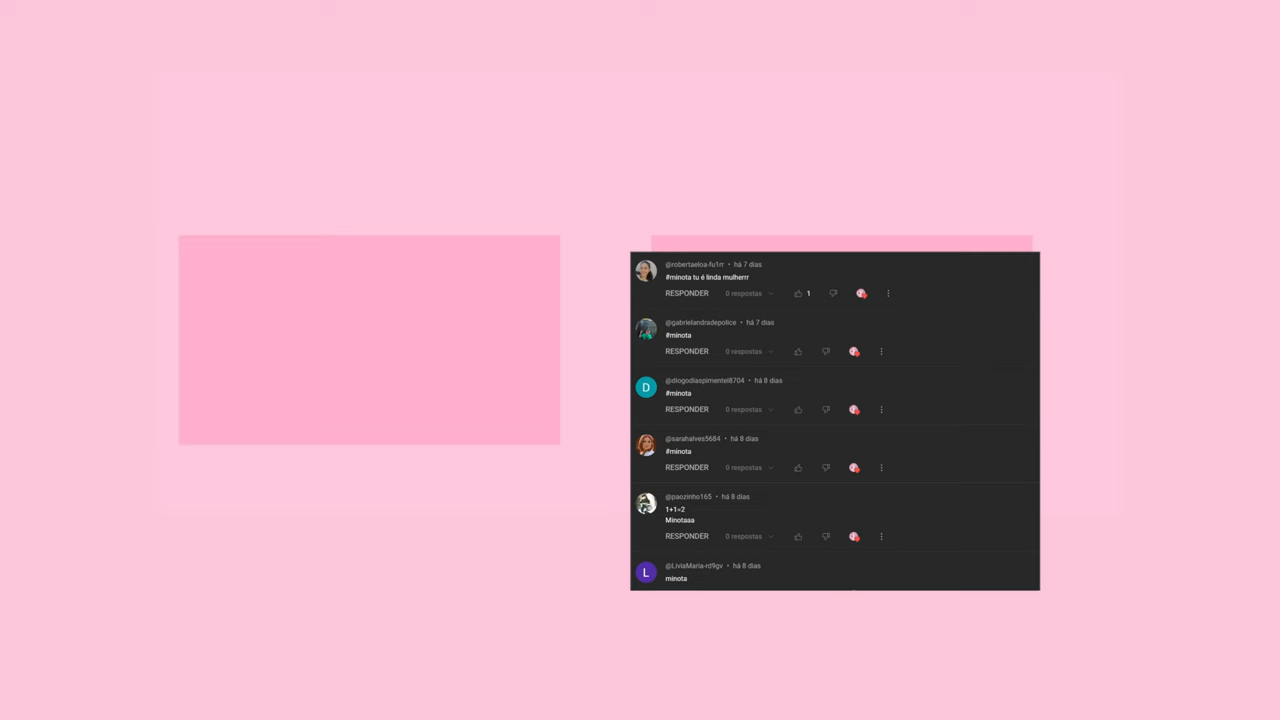 @robertaeloa-fu1rr • há 7 dias
#minota tu é linda mulherrr
RESPONDER 0 respostas 1
@gabrielandradepolice • há 7 dias
#minota
RESPONDER 0 respostas
D
@diogodiaspimentel8704 • há 8 dias
#minota
RESPONDER 0 respostas
@sarahalves5684 • há 8 dias
#minota
RESPONDER 0 respostas
@paozinho165 • há 8 dias
1+1=2
Minotaaa
RESPONDER 0 respostas
L
@LiviaMaria-rd9gv • há 8 dias
minota